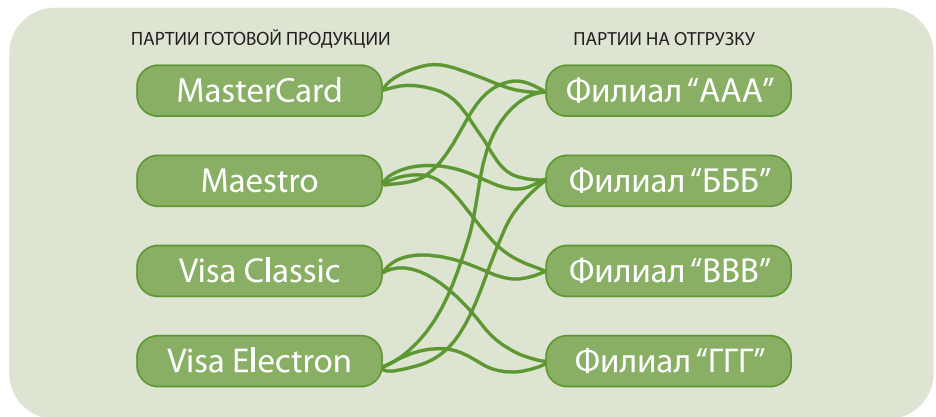 ПАРТИИ ГОТОВОЙ ПРОДУКЦИИ
ПАРТИИ НА ОТГРУЗКУ
MasterCard
Филиал “ААА”
Maestro
Филиал “БББ”
Visa Classic
Филиал “ВВВ”
Visa Electron
Филиал “ГГГ”